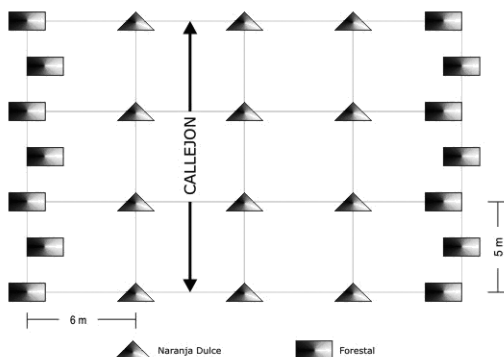 CALLEJON
5 m
6 m
Naranja Dulce
Forestal